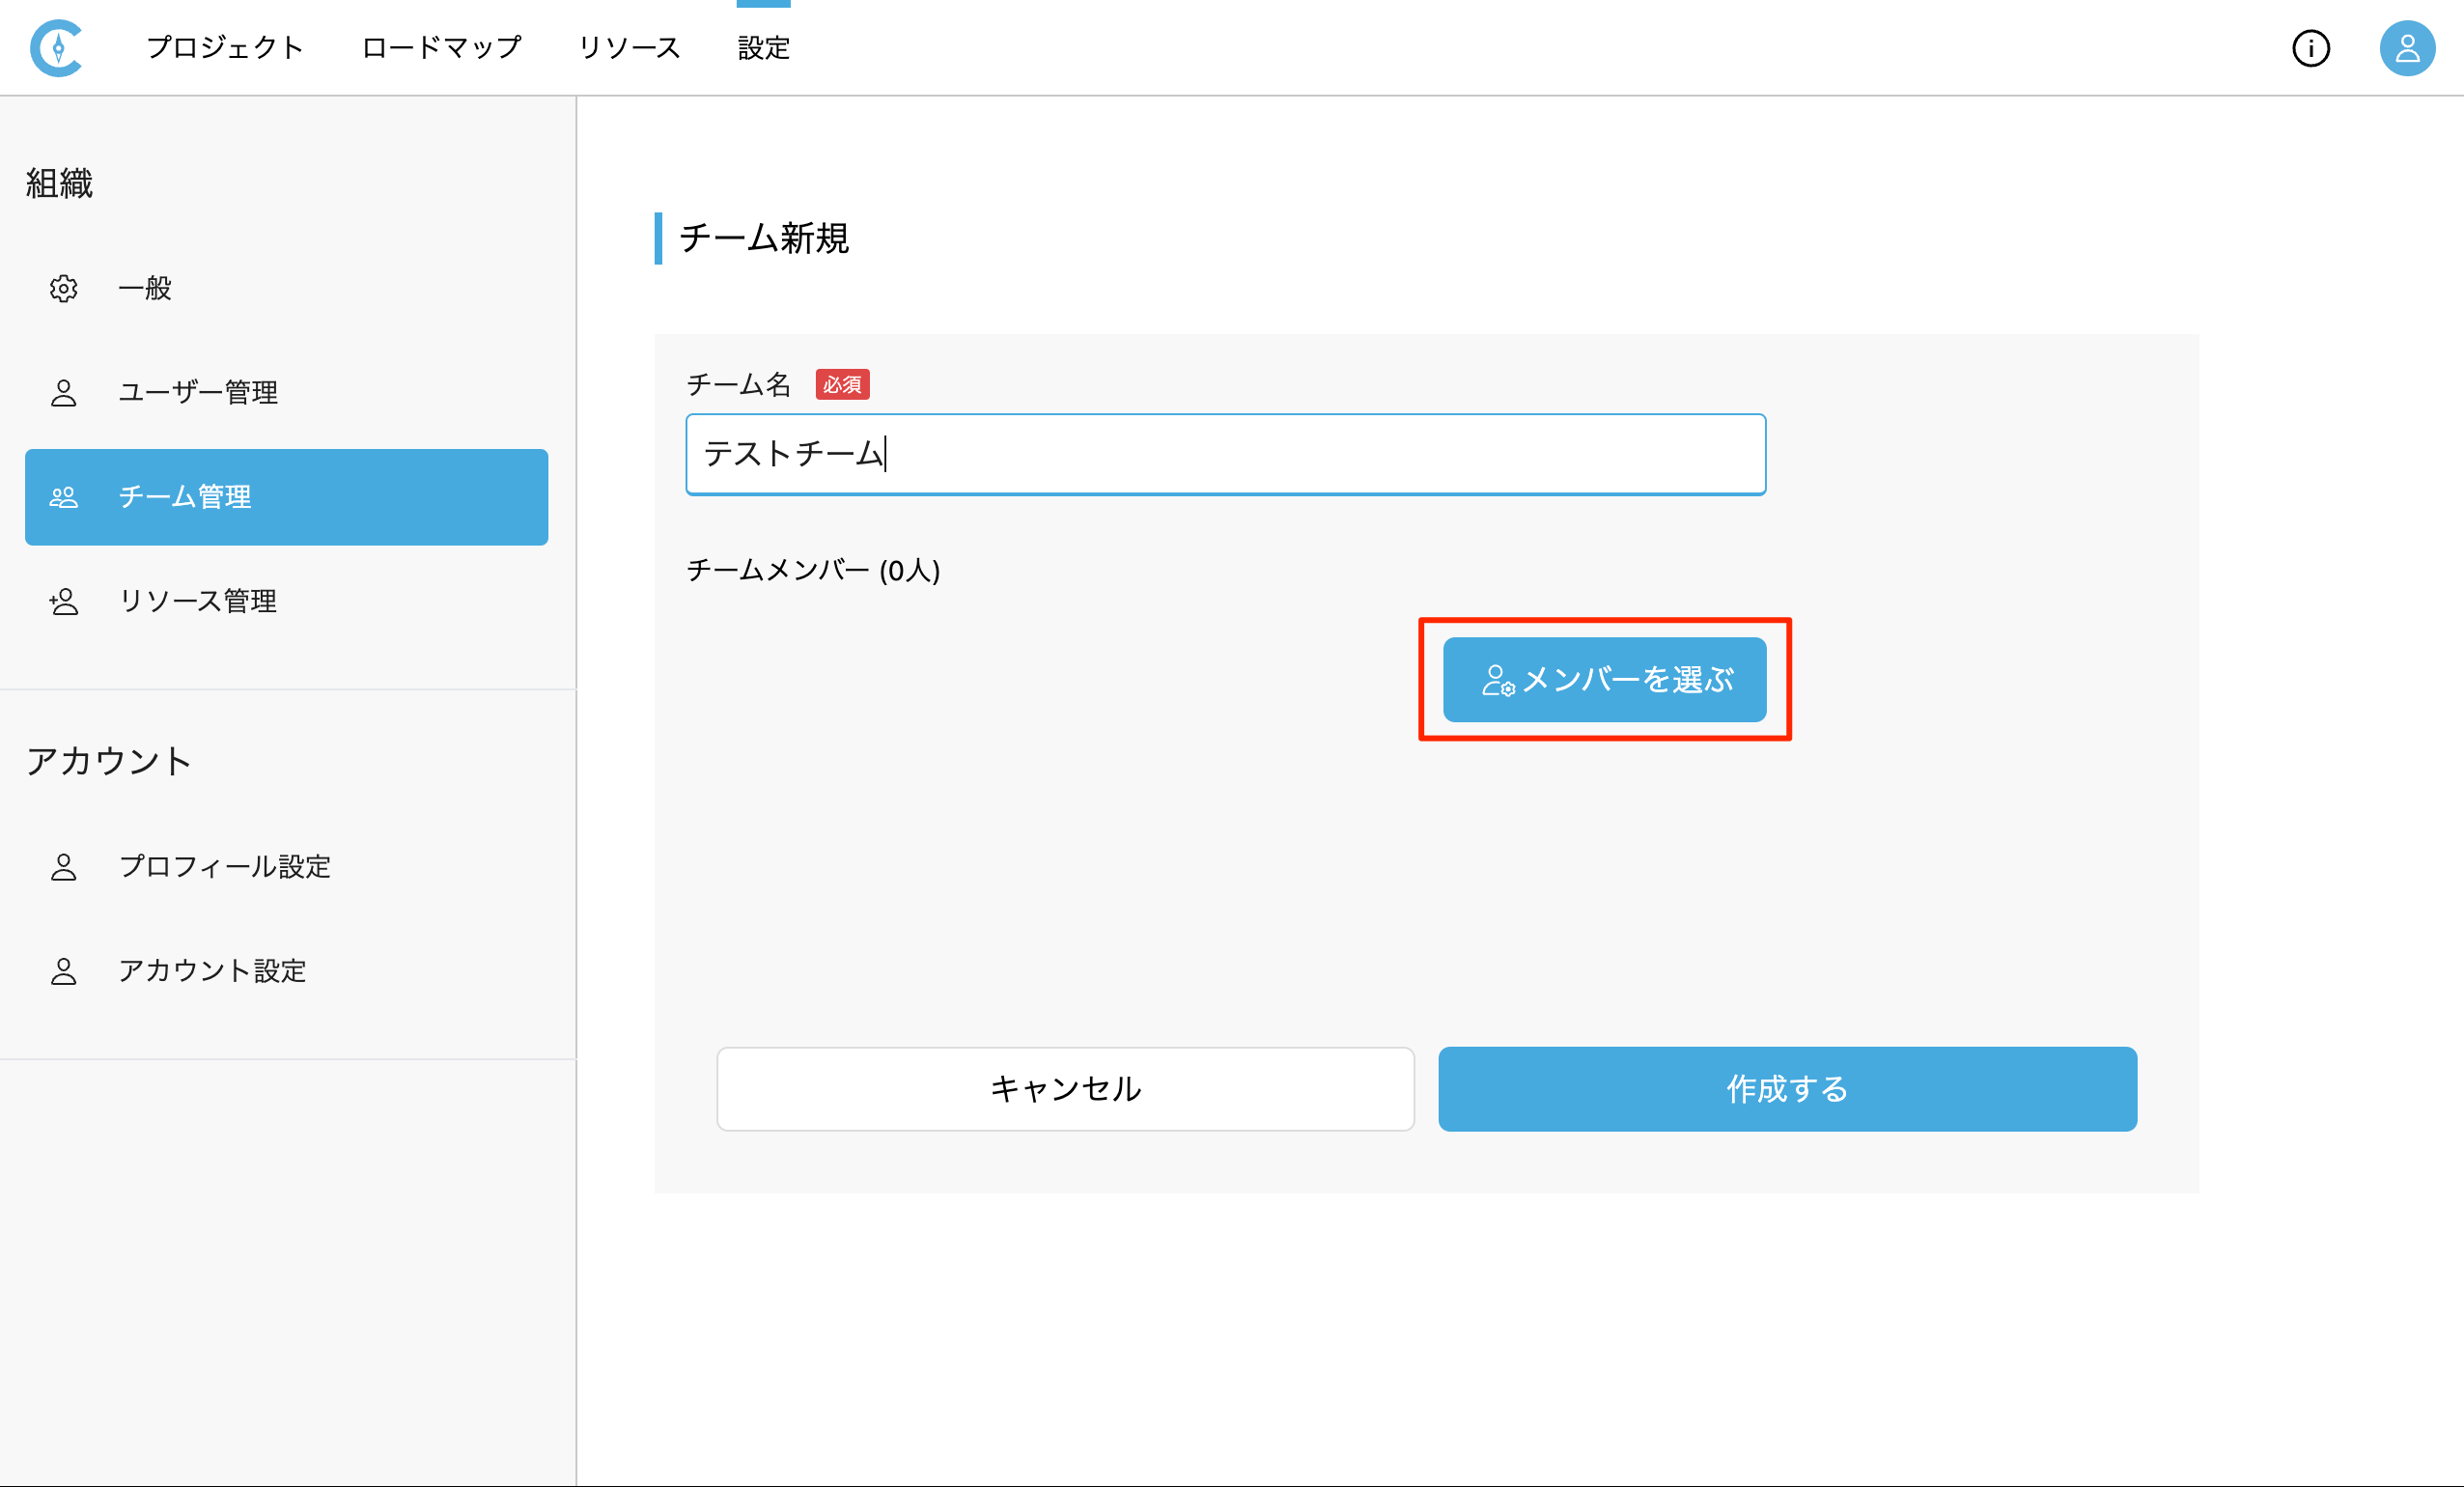 プロジェクト ロードマップ リソース 設定
組織
一般
ユーザー管理
チーム管理
リソース管理
アカウント
プロフィール設定
アカウント設定
チーム新規
チーム名 必須
テストチーム
チームメンバー (0人)
メンバーを選ぶ
キャンセル 作成する